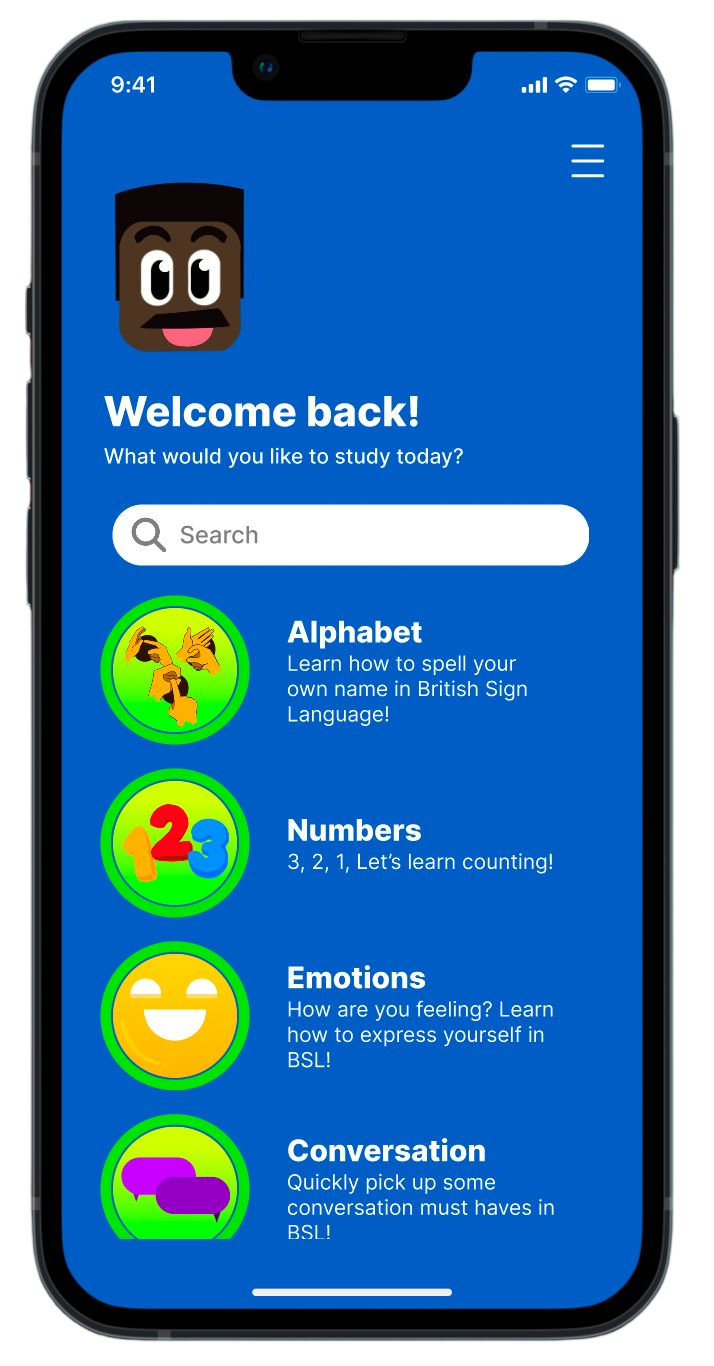 9:41
Welcome back!
What would you like to study today?
Search
Alphabet
Learn how to spell your
own name in British Sign
Language!
123
Numbers
3, 2, 1, Let’s learn counting!
Emotions
How are you feeling? Learn
how to express yourself in
BSL!
Conversation
Quickly pick up some
conversation must haves in
BSL!